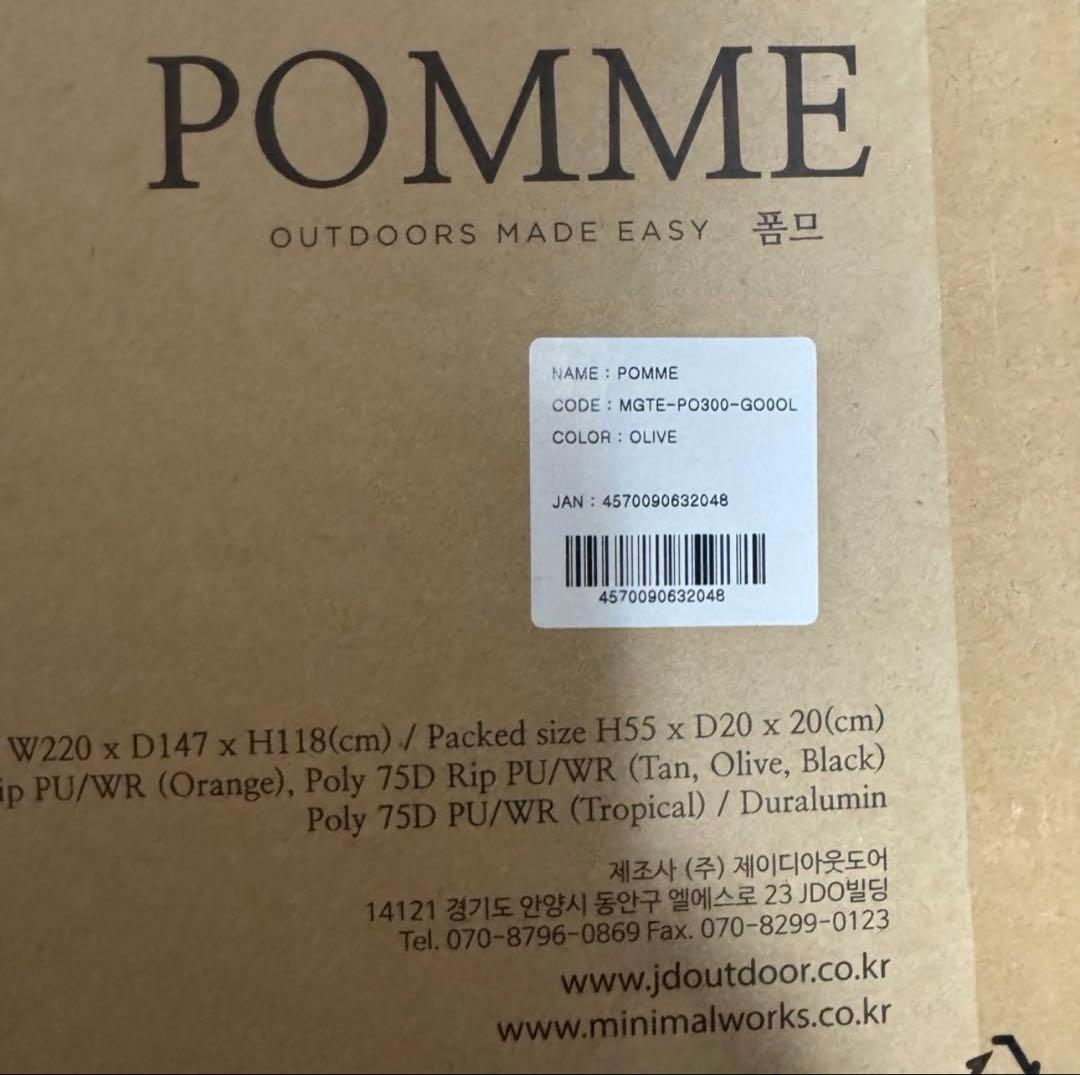 POMME
OUTDOORS MADE EASY 폼므
NAME : POMME
CODE : MGTE-PO300-GO0OL
COLOR : OLIVE
JAN : 4570090632048
4570090632048
W220 x D147 x H118(cm) / Packed size H55 x D20 x 20(cm)
PU/WR (Orange), Poly 75D Rip PU/WR (Tan, Olive, Black)
Poly 75D PU/WR (Tropical) / Duralumin
제조사 (주) 제이디아웃도어
14121 경기도 안양시 동안구 엘에스로 23 JDO빌딩
Tel. 070-8796-0869 Fax. 070-8299-0123
www.jdoutdoor.co.kr
www.minimalworks.co.kr